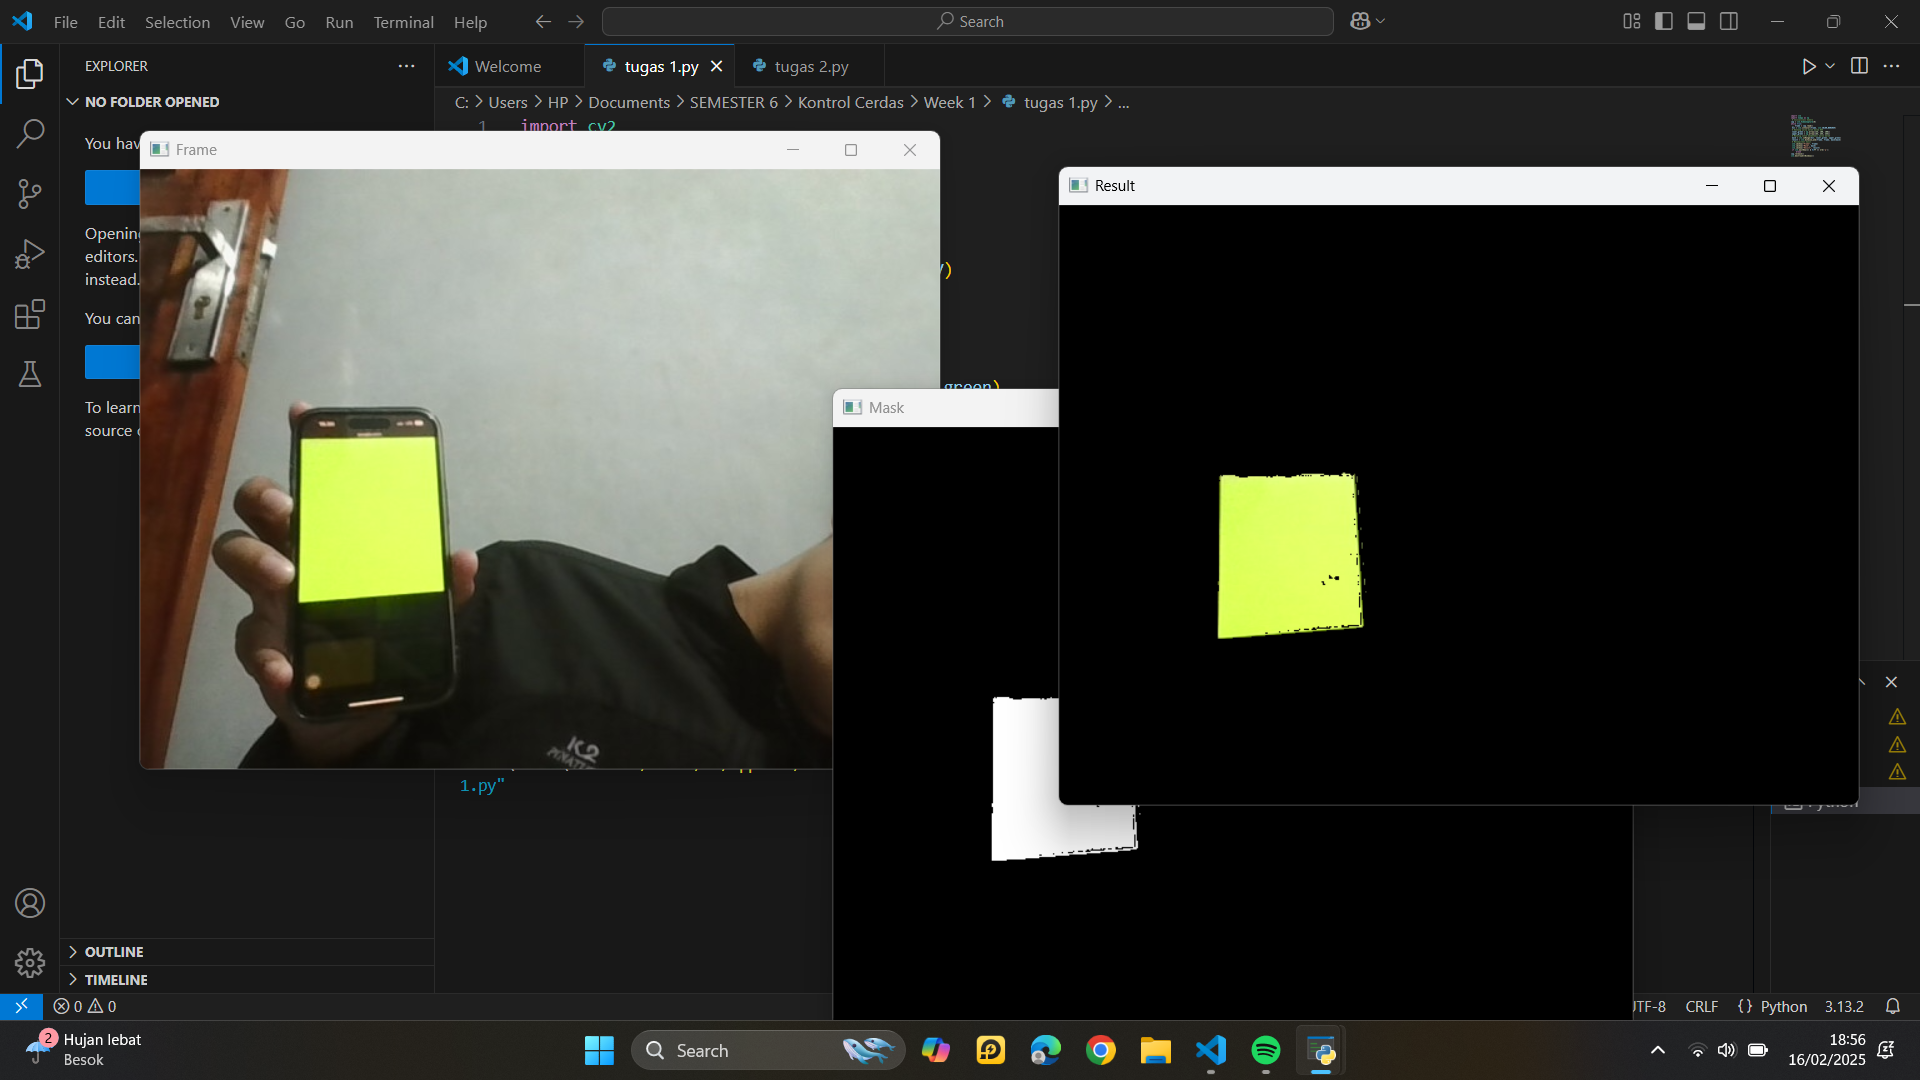 File Edit Selection View Go Run Terminal Help
Search
EXPLORER
Welcome
tugas 1.py
tugas 2.py
NO FOLDER OPENED
C: > Users > HP > Documents > SEMESTER 6 > Kontrol Cerdas > Week 1 > tugas 1.py > ...
1 import cv2
You hav
Opening
editors.
instead.
You can
To learn
source
Frame
)
green)
Mask
Result
K2
1.py"
OUTLINE
TIMELINE
0 0
UTF-8 CRLF {} Python 3.13.2
2
Hujan lebat
Besok
Search
18:56
16/02/2025